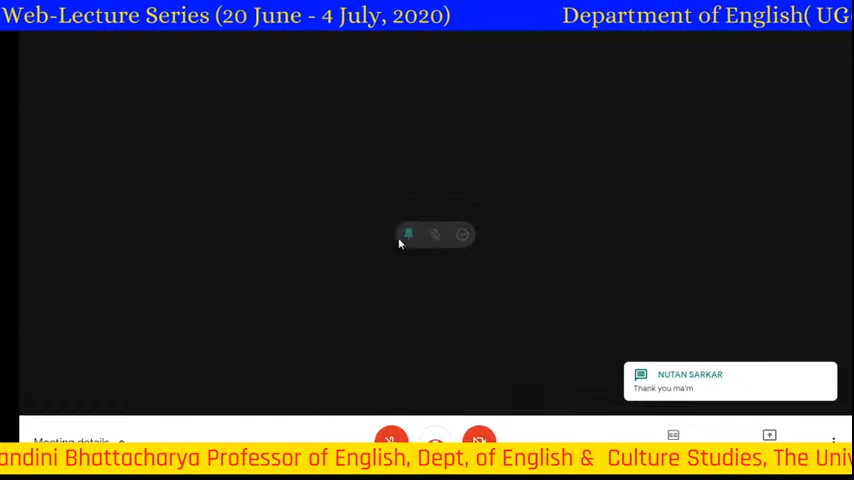 Web-Lecture Series (20 June - 4 July, 2020)
Department of English( UG
NUTAN SARKAR
Thank you ma'm
Meeting details
andini Bhattacharya Professor of English, Dept, of English & Culture Studies, The Univ